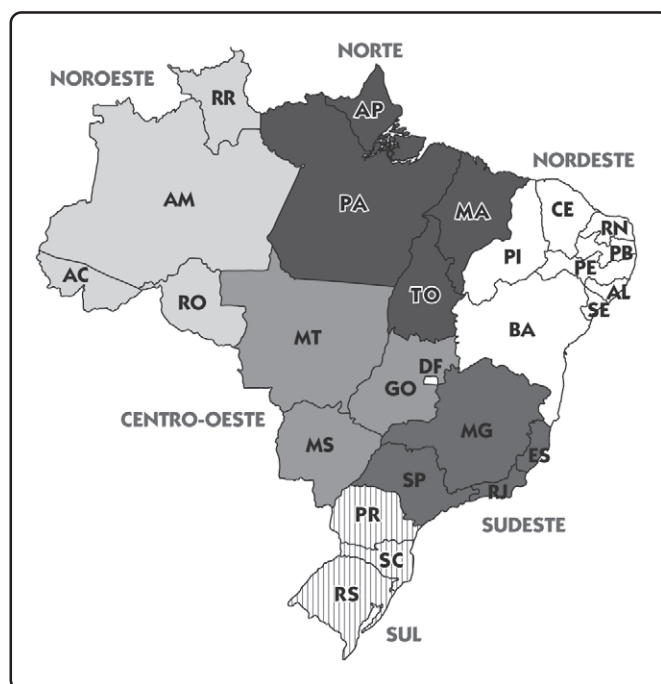 NORTE
NOROESTE
RR
AP
NORDESTE
AM
PA
MA
CE
RN
PI
PB
PE
AC
RO
TO
AL
SE
BA
MT
DF
GO
CENTRO-OESTE
MS
MG
ES
SP
RJ
PR
SUDESTE
SC
RS
SUL